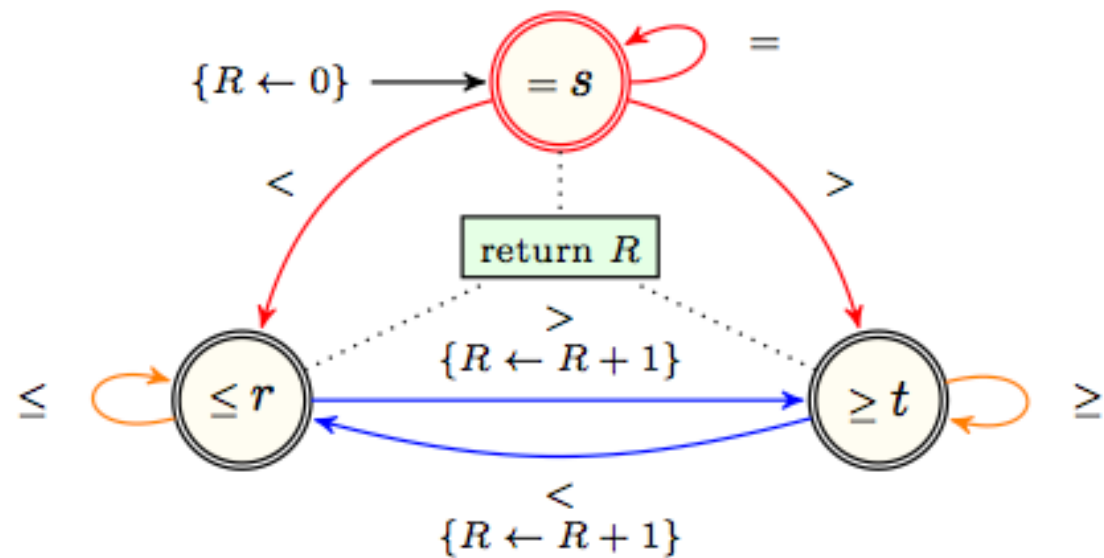 =
{R ← 0}
= s
<
>
return R
>
{R ← R + 1}
≤
≤ r
≥ t
≥
<
{R ← R + 1}